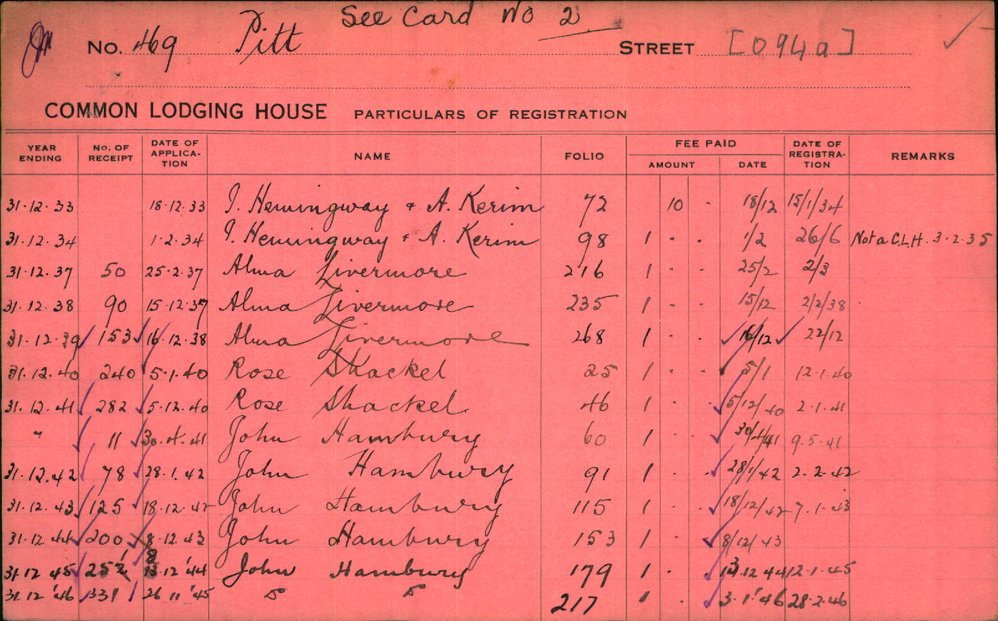 See Card No 2
No. 469 Pitt STREET [094a]
COMMON LODGING HOUSE PARTICULARS OF REGISTRATION
YEAR ENDING No. OF RECEIPT DATE OF APPLICA-TION NAME FOLIO FEE PAID AMOUNT DATE DATE OF REGISTRA-TION REMARKS
31.12.33 18.12.33 I. Hemingway + A. Kerim 72 10 - 18/12 15/1/34
31.12.34 1.2.34 I. Hemingway + A. Kerim 98 1 - - 1/2 26/6 Not a C.L.H. 3.2.35
31.12.37 50 25.2.37 Alma Livermore 216 1 - - 25/2 2/3
31.12.38 90 15.12.37 Alma Livermore 235 1 - - 15/12 2/2/38
31.12.39 153 16.12.38 Alma Livermore 268 1 - - 16/12 22/12
31.12.40 240 5.1.40 Rose Shackel 25 1 - - 5/1 12.1.40
31.12.41 282 5.12.40 Rose Shackel 46 1 - - 5/12/40 2.1.41
" 11 30.4.41 John Hambury 60 1 - - 30/4/41 9.5.41
31.12.42 78 28.1.42 John Hambury 91 1 - - 28/1/42 2.2.42
31.12.43 125 18.12.42 John Hambury 115 1 - - 18/12/42 7.1.43
31.12.44 200 8.12.43 John Hambury 153 1 - - 8/12/43
31.12.45 252 12.'44 John Hambury 179 1 - - 13.12.44 12.1.45
31.12.'46 331 26 11 '45 " " 217 1 - 3.1.'46 28.2.46